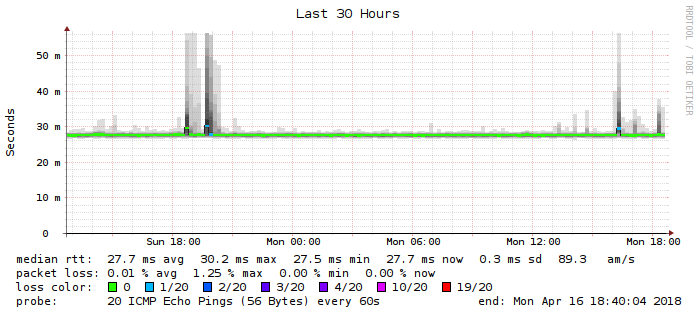 Last 30 Hours
RRDTOOL / TOBI OETIKER
Seconds
50 m
40 m
30 m
20 m
10 m
0
Sun 18:00 Mon 00:00 Mon 06:00 Mon 12:00 Mon 18:00
median rtt: 27.7 ms avg 30.2 ms max 27.5 ms min 27.7 ms now 0.3 ms sd 89.3 am/s
packet loss: 0.01 % avg 1.25 % max 0.00 % min 0.00 % now
loss color: 0 1/20 2/20 3/20 4/20 10/20 19/20
probe: 20 ICMP Echo Pings (56 Bytes) every 60s end: Mon Apr 16 18:40:04 2018